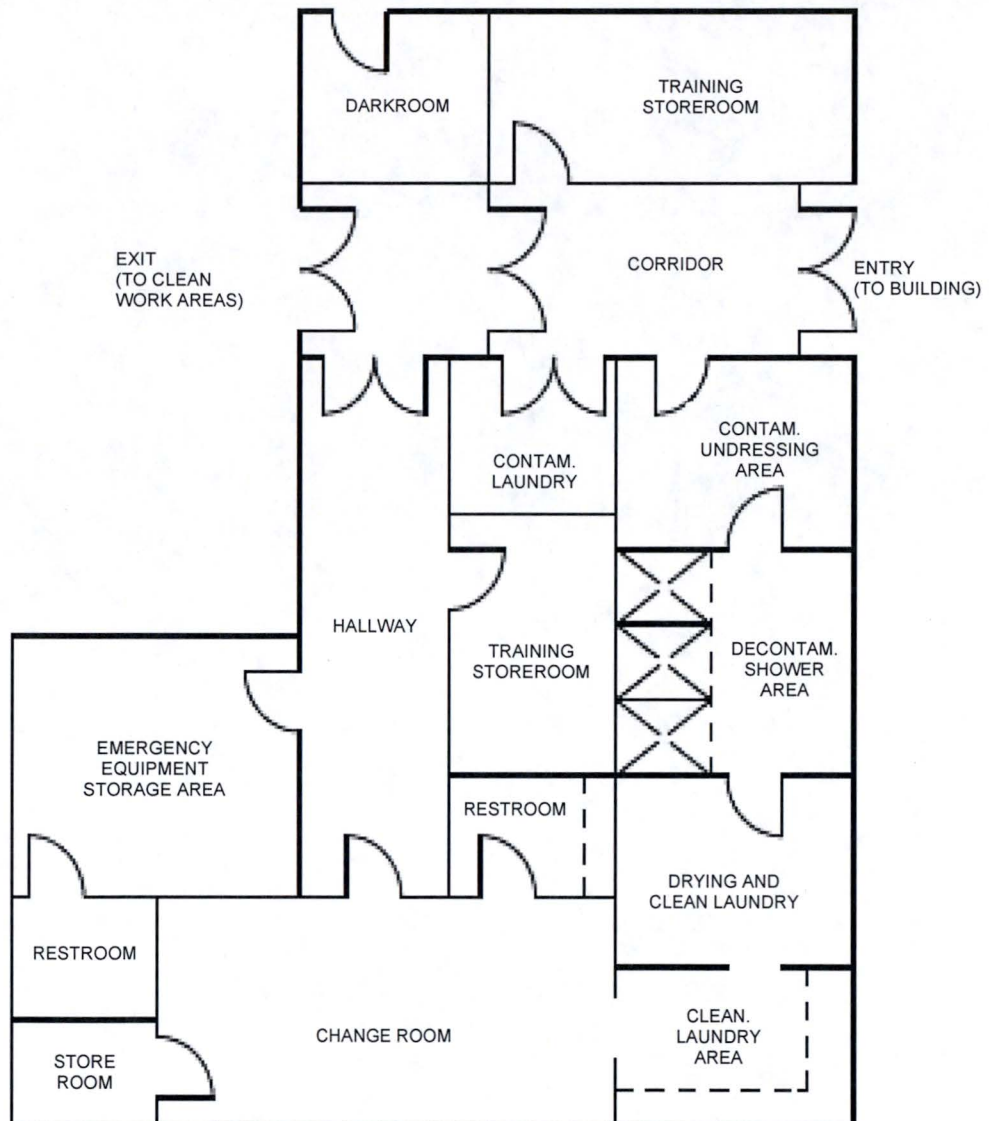 DARKROOM
TRAINING
STOREROOM
EXIT
(TO CLEAN
WORK AREAS)
CORRIDOR
ENTRY
(TO BUILDING)
CONTAM.
LAUNDRY
CONTAM.
UNDRESSING
AREA
HALLWAY
TRAINING
STOREROOM
DECONTAM.
SHOWER
AREA
EMERGENCY
EQUIPMENT
STORAGE AREA
RESTROOM
DRYING AND
CLEAN LAUNDRY
RESTROOM
CHANGE ROOM
CLEAN.
LAUNDRY
AREA
STORE
ROOM